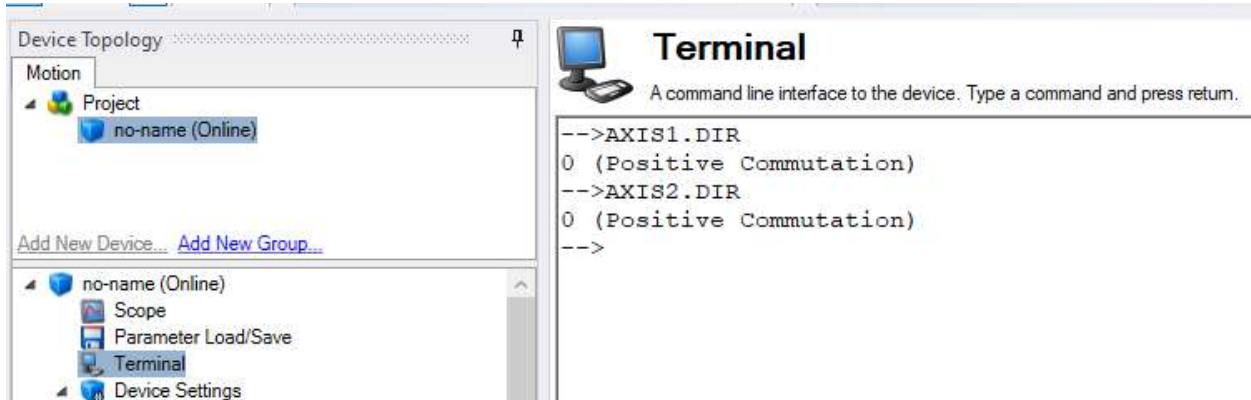 Device Topology
Motion
Project
no-name (Online)
Add New Device... Add New Group...
no-name (Online)
Scope
Parameter Load/Save
Terminal
Device Settings
Terminal
A command line interface to the device. Type a command and press return.
-->AXIS1.DIR
0 (Positive Commutation)
-->AXIS2.DIR
0 (Positive Commutation)
-->